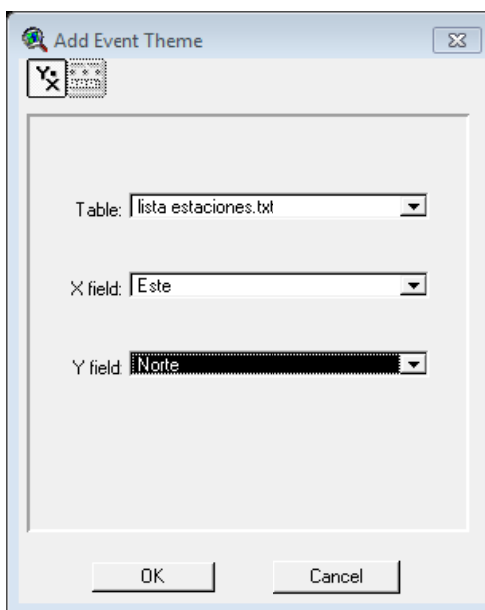 Add Event Theme
Y
X
Table: lista estaciones.txt
X field: Este
Y field: Norte
OK
Cancel